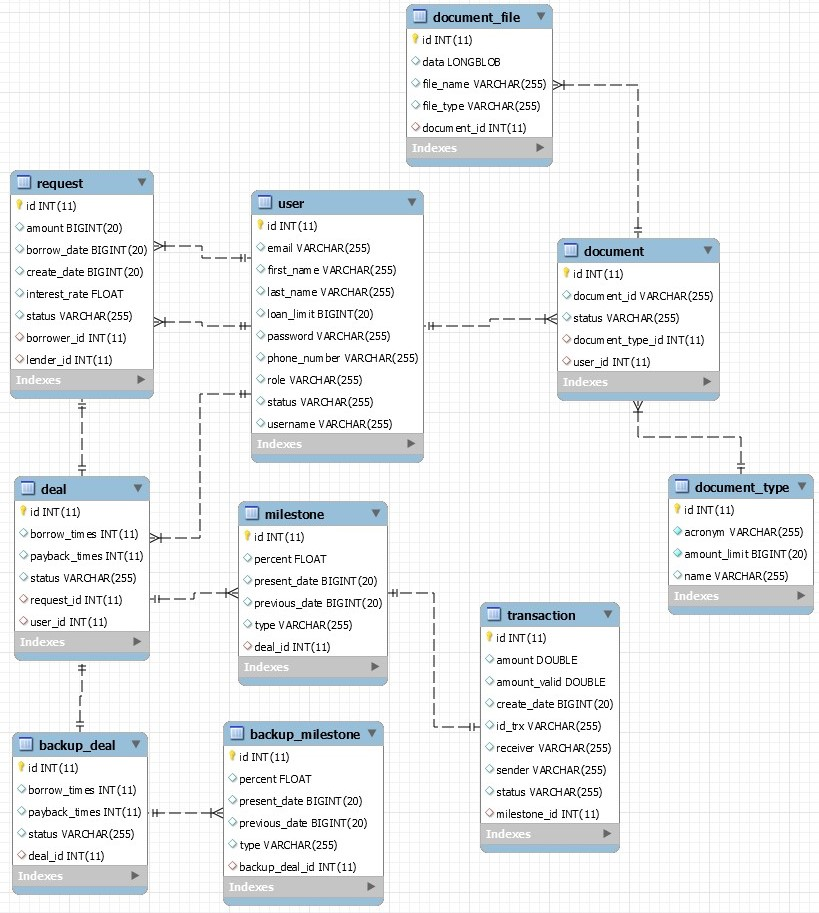 document_file
id INT(11)
data LONGBLOB
file_name VARCHAR(255)
file_type VARCHAR(255)
document_id INT(11)
Indexes
request
id INT(11)
amount BIGINT(20)
borrow_date BIGINT(20)
create_date BIGINT(20)
interest_rate FLOAT
status VARCHAR(255)
borrower_id INT(11)
lender_id INT(11)
Indexes
user
id INT(11)
email VARCHAR(255)
first_name VARCHAR(255)
last_name VARCHAR(255)
loan_limit BIGINT(20)
password VARCHAR(255)
phone_number VARCHAR(255)
role VARCHAR(255)
status VARCHAR(255)
username VARCHAR(255)
Indexes
document
id INT(11)
document_id VARCHAR(255)
status VARCHAR(255)
document_type_id INT(11)
user_id INT(11)
Indexes
deal
id INT(11)
borrow_times INT(11)
payback_times INT(11)
status VARCHAR(255)
request_id INT(11)
user_id INT(11)
Indexes
milestone
id INT(11)
percent FLOAT
present_date BIGINT(20)
previous_date BIGINT(20)
type VARCHAR(255)
deal_id INT(11)
Indexes
document_type
id INT(11)
acronym VARCHAR(255)
amount_limit BIGINT(20)
name VARCHAR(255)
Indexes
transaction
id INT(11)
amount DOUBLE
amount_valid DOUBLE
create_date BIGINT(20)
id_trx VARCHAR(255)
receiver VARCHAR(255)
sender VARCHAR(255)
status VARCHAR(255)
milestone_id INT(11)
Indexes
backup_deal
id INT(11)
borrow_times INT(11)
payback_times INT(11)
status VARCHAR(255)
deal_id INT(11)
Indexes
backup_milestone
id INT(11)
percent FLOAT
present_date BIGINT(20)
previous_date BIGINT(20)
type VARCHAR(255)
backup_deal_id INT(11)
Indexes